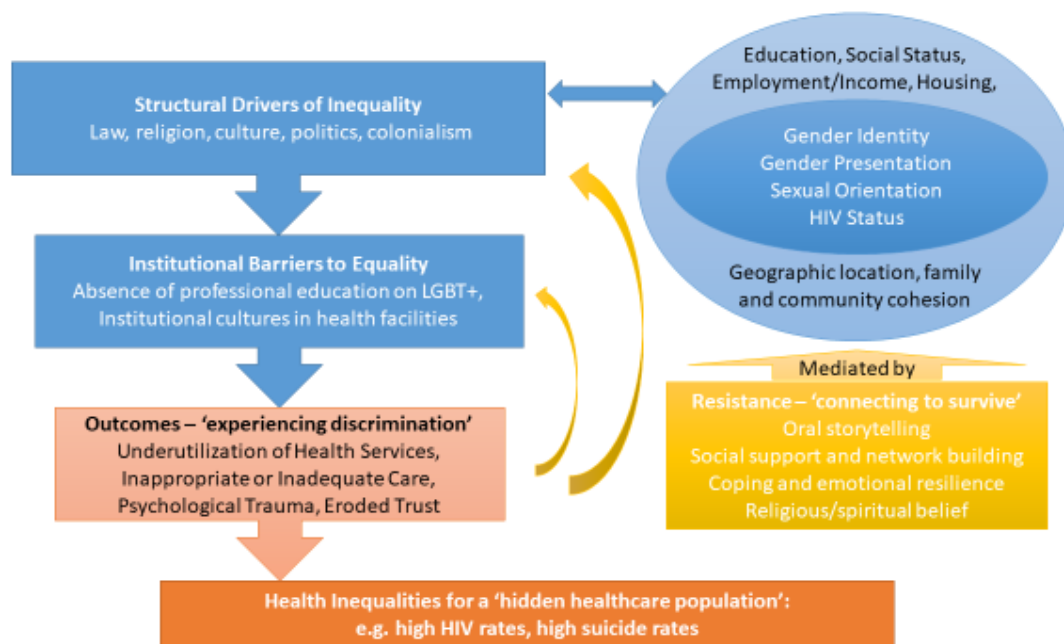 Structural Drivers of Inequality
Law, religion, culture, politics, colonialism
Institutional Barriers to Equality
Absence of professional education on LGBT+,
Institutional cultures in health facilities
Outcomes – ‘experiencing discrimination’
Underutilization of Health Services,
Inappropriate or Inadequate Care,
Psychological Trauma, Eroded Trust
Health Inequalities for a ‘hidden healthcare population’:
e.g. high HIV rates, high suicide rates
Education, Social Status,
Employment/Income, Housing,
Gender Identity
Gender Presentation
Sexual Orientation
HIV Status
Geographic location, family
and community cohesion
Mediated by
Resistance – ‘connecting to survive’
Oral storytelling
Social support and network building
Coping and emotional resilience
Religious/spiritual belief